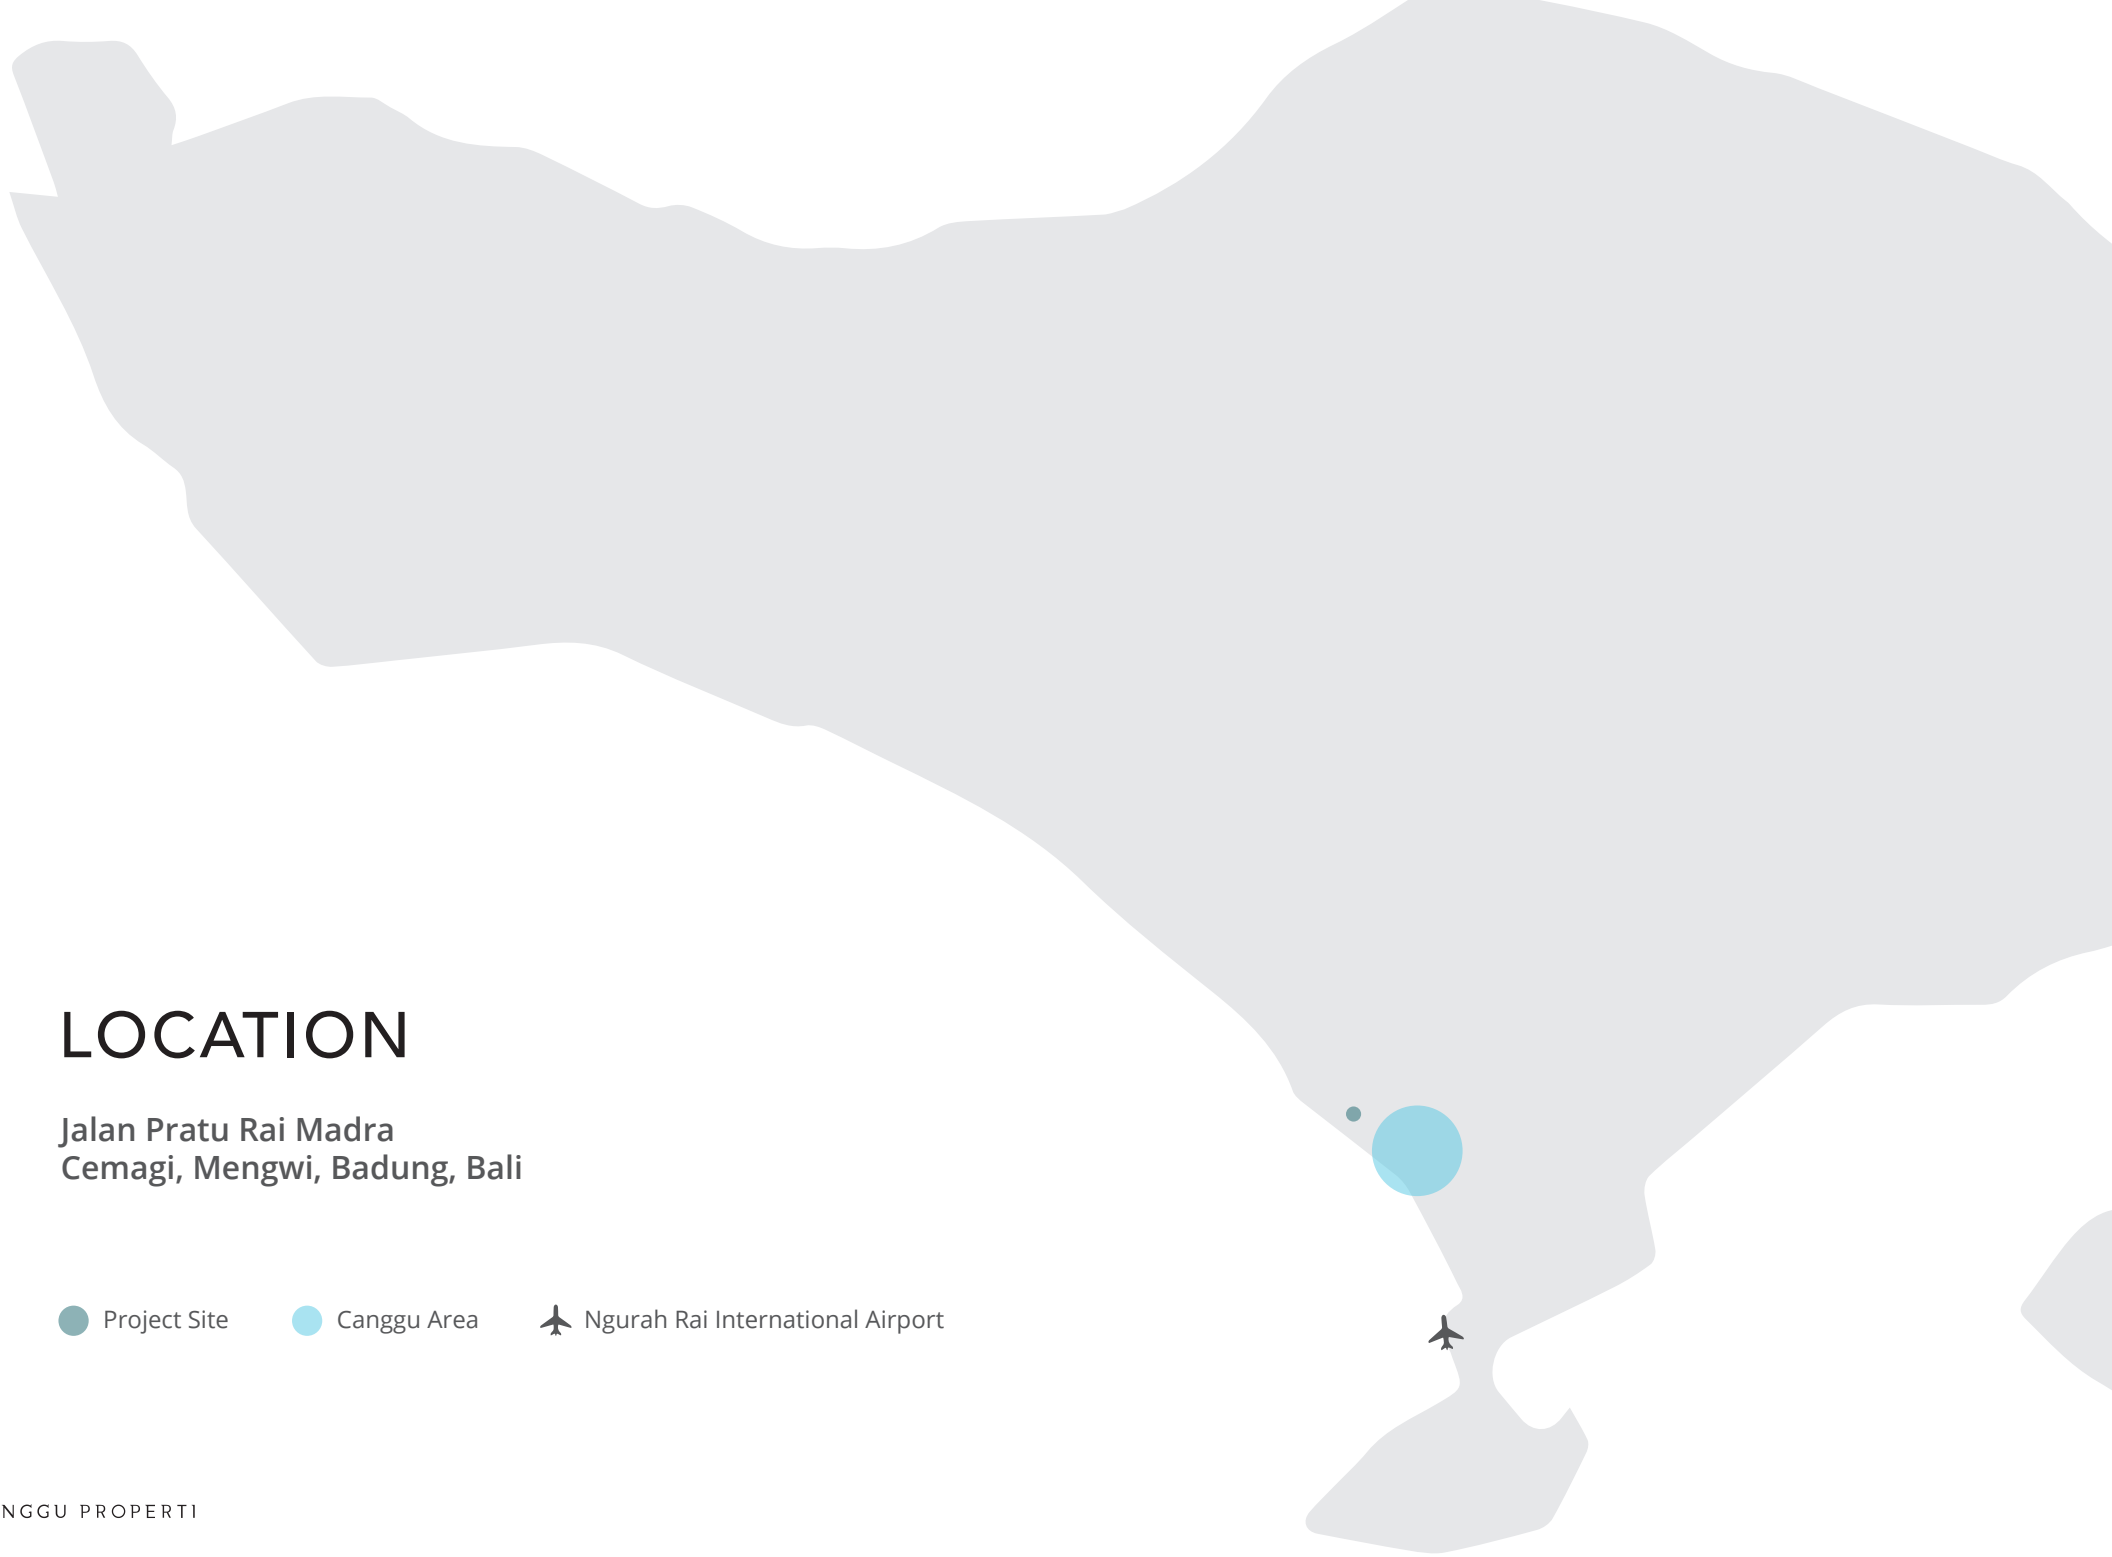 LOCATION
Jalan Pratu Rai Madra
Cemagi, Mengwi, Badung, Bali
Project Site
Canggu Area
Ngurah Rai International Airport
NGGU PROPERTI